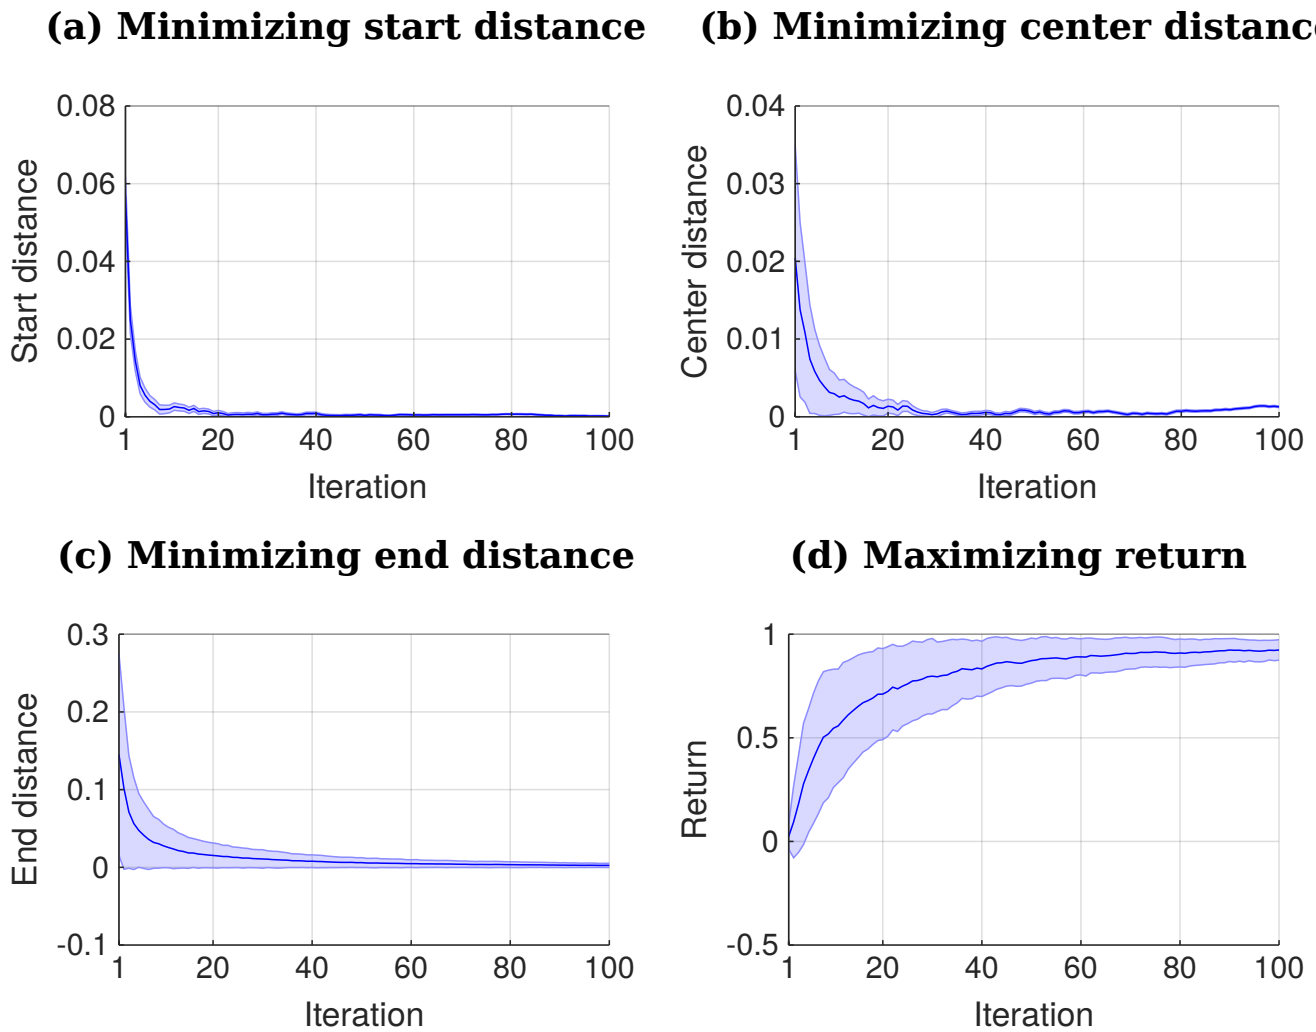 (a) Minimizing start distance
0.08
0.06
0.04
0.02
0
Start distance
1 20 40 60 80 100
Iteration
(b) Minimizing center distanc
0.04
0.03
0.02
0.01
0
Center distance
1 20 40 60 80 100
Iteration
(c) Minimizing end distance
0.3
0.2
0.1
0
-0.1
End distance
1 20 40 60 80 100
Iteration
(d) Maximizing return
1
0.5
0
-0.5
Return
1 20 40 60 80 100
Iteration